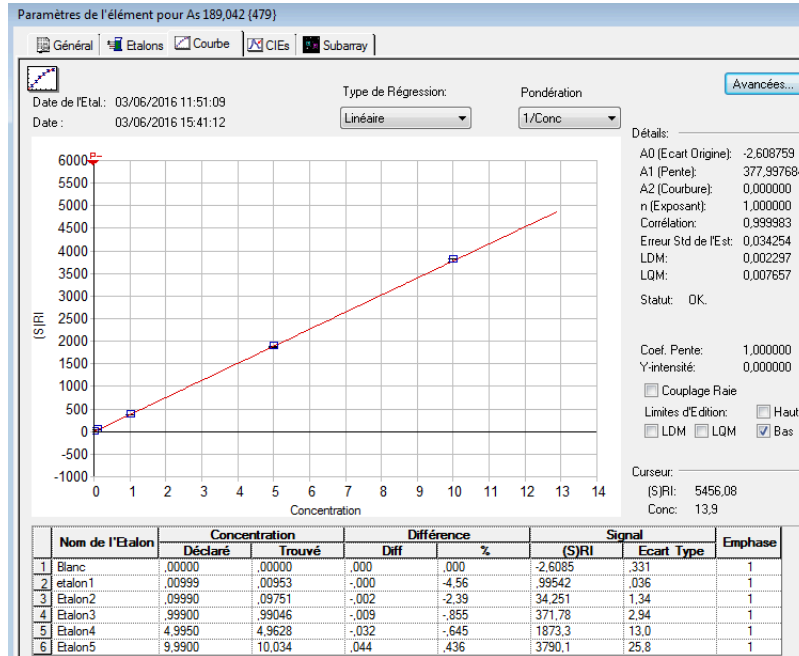 Paramètres de l'élément pour As 189,042 {479}
Général Etalons Courbe CIEs Subarray
Date de l'Etal.: 03/06/2016 11:51:09
Date : 03/06/2016 15:41:12
Type de Régression:
Linéaire
Pondération
1/Conc
Avancées...
Détails:
A0 (Ecart Origine): -2,608759
A1 (Pente): 377,997684
A2 (Courbure): 0,000000
n (Exposant): 1,000000
Corrélation: 0,999983
Erreur Std de l'Est: 0,034254
LDM: 0,002297
LQM: 0,007657
Statut: OK.
Coef. Pente: 1,000000
Y-intensité: 0,000000
Couplage Raie
Limites d'Edition: Haut
LDM LQM Bas
Curseur:
(S)RI: 5456,08
Conc: 13,9
6000
5500
5000
4500
4000
3500
3000
2500
2000
1500
1000
500
0
-500
-1000
(S)RI
0 1 2 3 4 5 6 7 8 9 10 11 12 13 14
Concentration
Nom de l'Etalon Concentration Différence Signal Emphase
Déclaré Trouvé Diff % (S)RI Ecart Type
1 Blanc ,00000 ,00000 ,000 ,000 -2,6085 ,331 1
2 etalon1 ,00999 ,00953 -,000 -4,56 ,99542 ,036 1
3 Etalon2 ,09990 ,09751 -,002 -2,39 34,251 1,34 1
4 Etalon3 ,99900 ,99046 -,009 -,855 371,78 2,94 1
5 Etalon4 4,9950 4,9628 -,032 -,645 1873,3 13,0 1
6 Etalon5 9,9900 10,034 ,044 ,436 3790,1 25,8 1